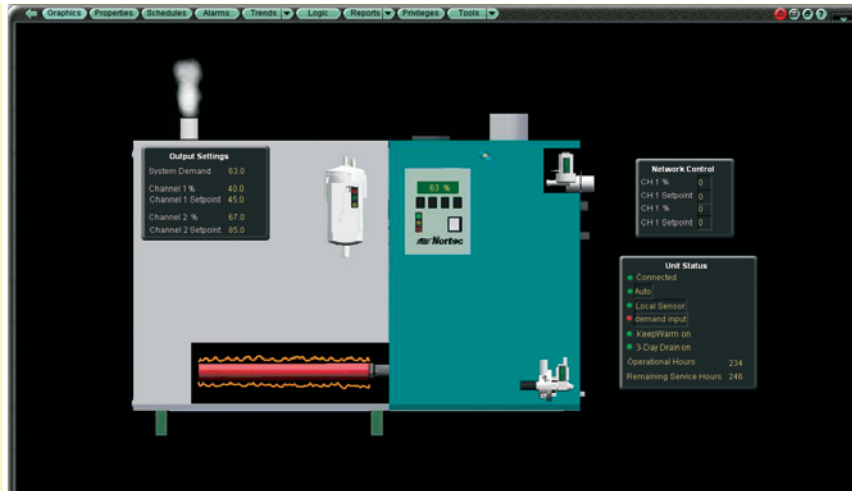 Graphics Properties Schedules Alarms Trends Logic Reports Privileges Tools ?
Output Settings
System Demand 63.0
Channel 1 % 40.0
Channel 1 Setpoint 45.0
Channel 2 % 67.0
Channel 2 Setpoint 85.0
63 %
Nortec
Network Control
CH 1 % 0
CH 1 Setpoint 0
CH 1 % 0
CH 1 Setpoint 0
Unit Status
Connected
Auto
Local Sensor
demand input
KeepWarm on
3-Day Drain on
Operational Hours 234
Remaining Service Hours 246